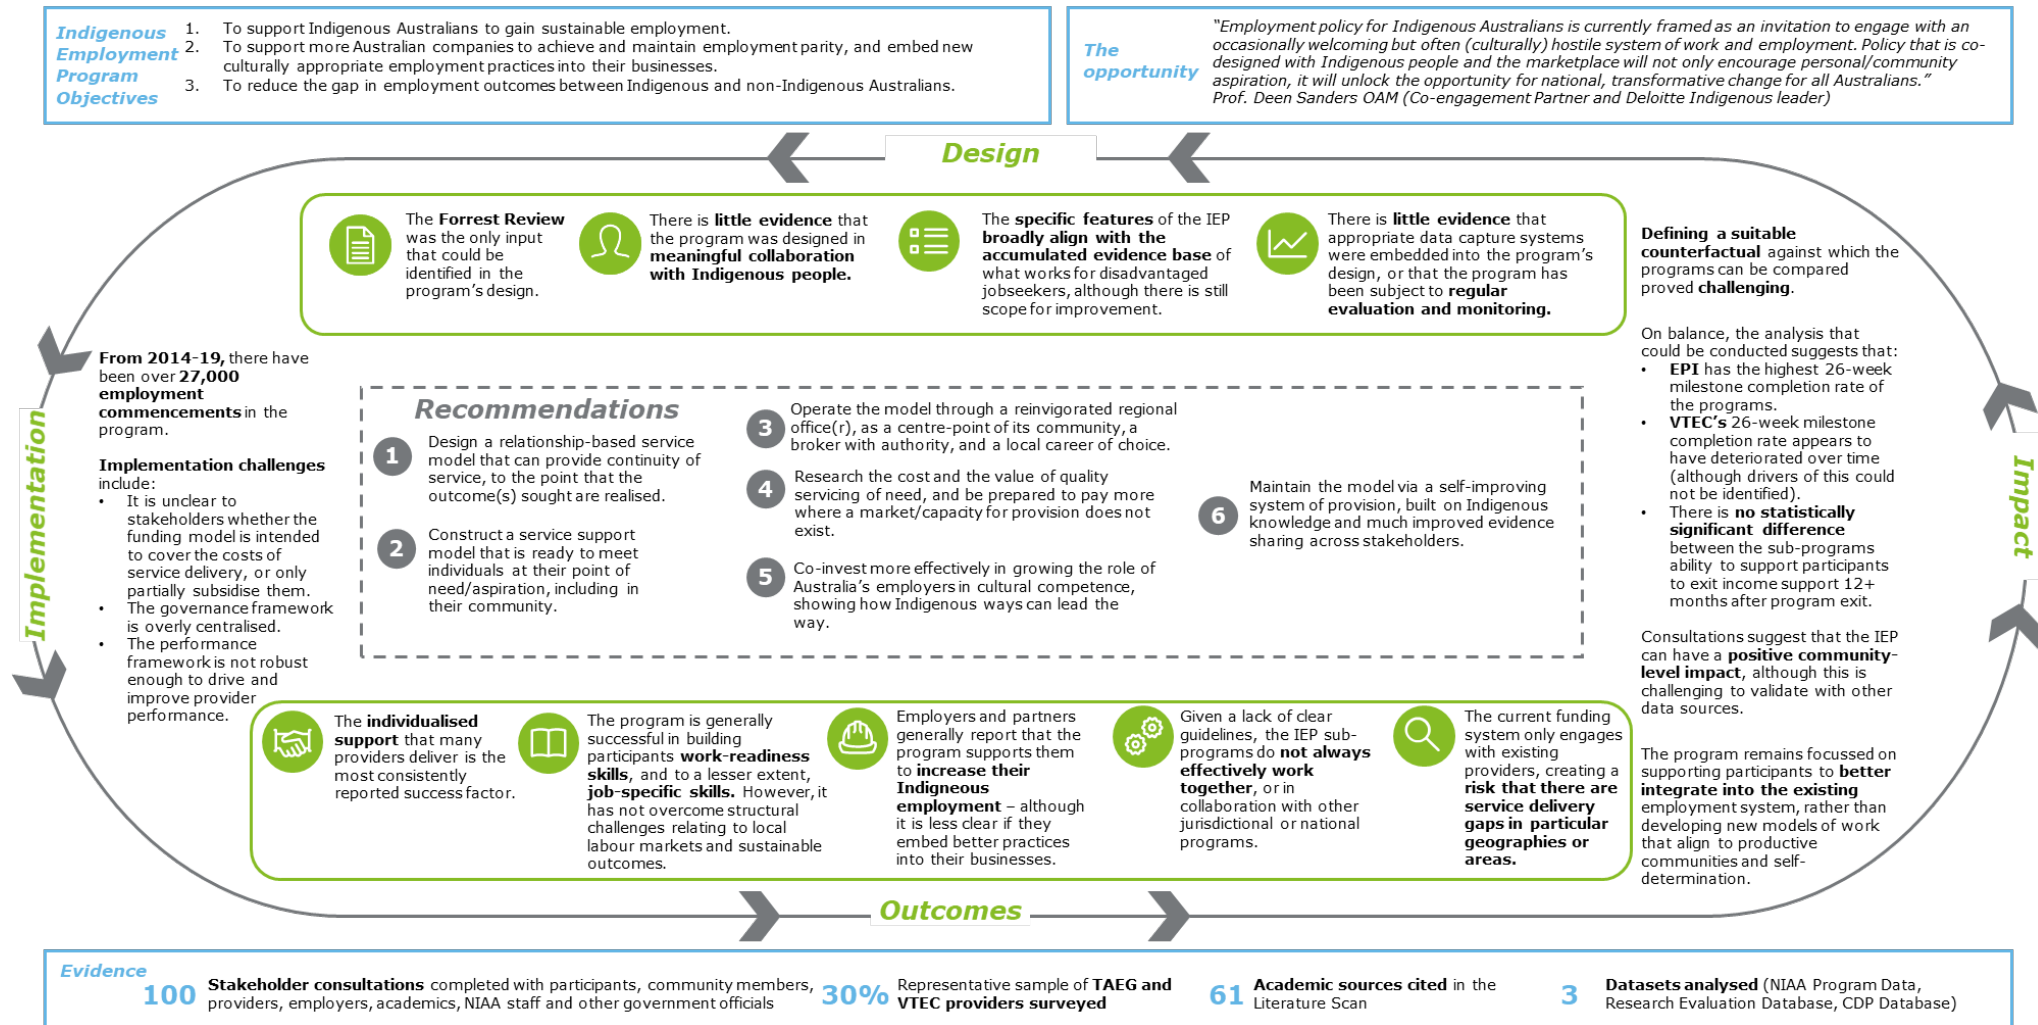 Indigenous
Employment
Program
Objectives
1. To support Indigenous Australians to gain sustainable employment.
2. To support more Australian companies to achieve and maintain employment parity, and embed new
culturally appropriate employment practices into their businesses.
3. To reduce the gap in employment outcomes between Indigenous and non-Indigenous Australians.
The
opportunity
“Employment policy for Indigenous Australians is currently framed as an invitation to engage with an
occasionally welcoming but often (culturally) hostile system of work and employment. Policy that is co-
designed with Indigenous people and the marketplace will not only encourage personal/community
aspiration, it will unlock the opportunity for national, transformative change for all Australians.”
Prof. Deen Sanders OAM (Co-engagement Partner and Deloitte Indigenous leader)
Design
The Forrest Review
was the only input
that could be
identified in the
program’s design.
There is little evidence that
the program was designed in
meaningful collaboration
with Indigenous people.
The specific features of the IEP
broadly align with the
accumulated evidence base of
what works for disadvantaged
jobseekers, although there is still
scope for improvement.
There is little evidence that
appropriate data capture systems
were embedded into the program’s
design, or that the program has
been subject to regular
evaluation and monitoring.
Implementation
From 2014-19, there have
been over 27,000
employment
commencements in the
program.
Implementation challenges
include:
• It is unclear to
stakeholders whether the
funding model is intended
to cover the costs of
service delivery, or only
partially subsidise them.
• The governance framework
is overly centralised.
• The performance
framework is not robust
enough to drive and
improve provider
performance.
Recommendations
1 Design a relationship-based service
model that can provide continuity of
service, to the point that the
outcome(s) sought are realised.
2 Construct a service support
model that is ready to meet
individuals at their point of
need/aspiration, including in
their community.
3 Operate the model through a reinvigorated regional
office(r), as a centre-point of its community, a
broker with authority, and a local career of choice.
4 Research the cost and the value of quality
servicing of need, and be prepared to pay more
where a market/capacity for provision does not
exist.
5 Co-invest more effectively in growing the role of
Australia’s employers in cultural competence,
showing how Indigenous ways can lead the
way.
6 Maintain the model via a self-improving
system of provision, built on Indigenous
knowledge and much improved evidence
sharing across stakeholders.
Impact
Defining a suitable
counterfactual against which the
programs can be compared
proved challenging.
On balance, the analysis that
could be conducted suggests that:
• EPI has the highest 26-week
milestone completion rate of
the programs.
• VTEC’s 26-week milestone
completion rate appears to
have deteriorated over time
(although drivers of this could
not be identified).
• There is no statistically
significant difference
between the sub-programs
ability to support participants
to exit income support 12+
months after program exit.
Consultations suggest that the IEP
can have a positive community-
level impact, although this is
challenging to validate with other
data sources.
The program remains focussed on
supporting participants to better
integrate into the existing
employment system, rather than
developing new models of work
that align to productive
communities and self-
determination.
The individualised
support that many
providers deliver is the
most consistently
reported success factor.
The program is generally
successful in building
participants work-readiness
skills, and to a lesser extent,
job-specific skills. However, it
has not overcome structural
challenges relating to local
labour markets and sustainable
outcomes.
Employers and partners
generally report that the
program supports them
to increase their
Indigneous
employment – although
it is less clear if they
embed better practices
into their businesses.
Given a lack of clear
guidelines, the IEP sub-
programs do not always
effectively work
together, or in
collaboration with other
jurisdictional or national
programs.
The current funding
system only engages
with existing
providers, creating a
risk that there are
service delivery
gaps in particular
geographies or
areas.
Outcomes
Evidence
100 Stakeholder consultations completed with participants, community members,
providers, employers, academics, NIAA staff and other government officials
30% Representative sample of TAEG and
VTEC providers surveyed
61 Academic sources cited in the
Literature Scan
3 Datasets analysed (NIAA Program Data,
Research Evaluation Database, CDP Database)